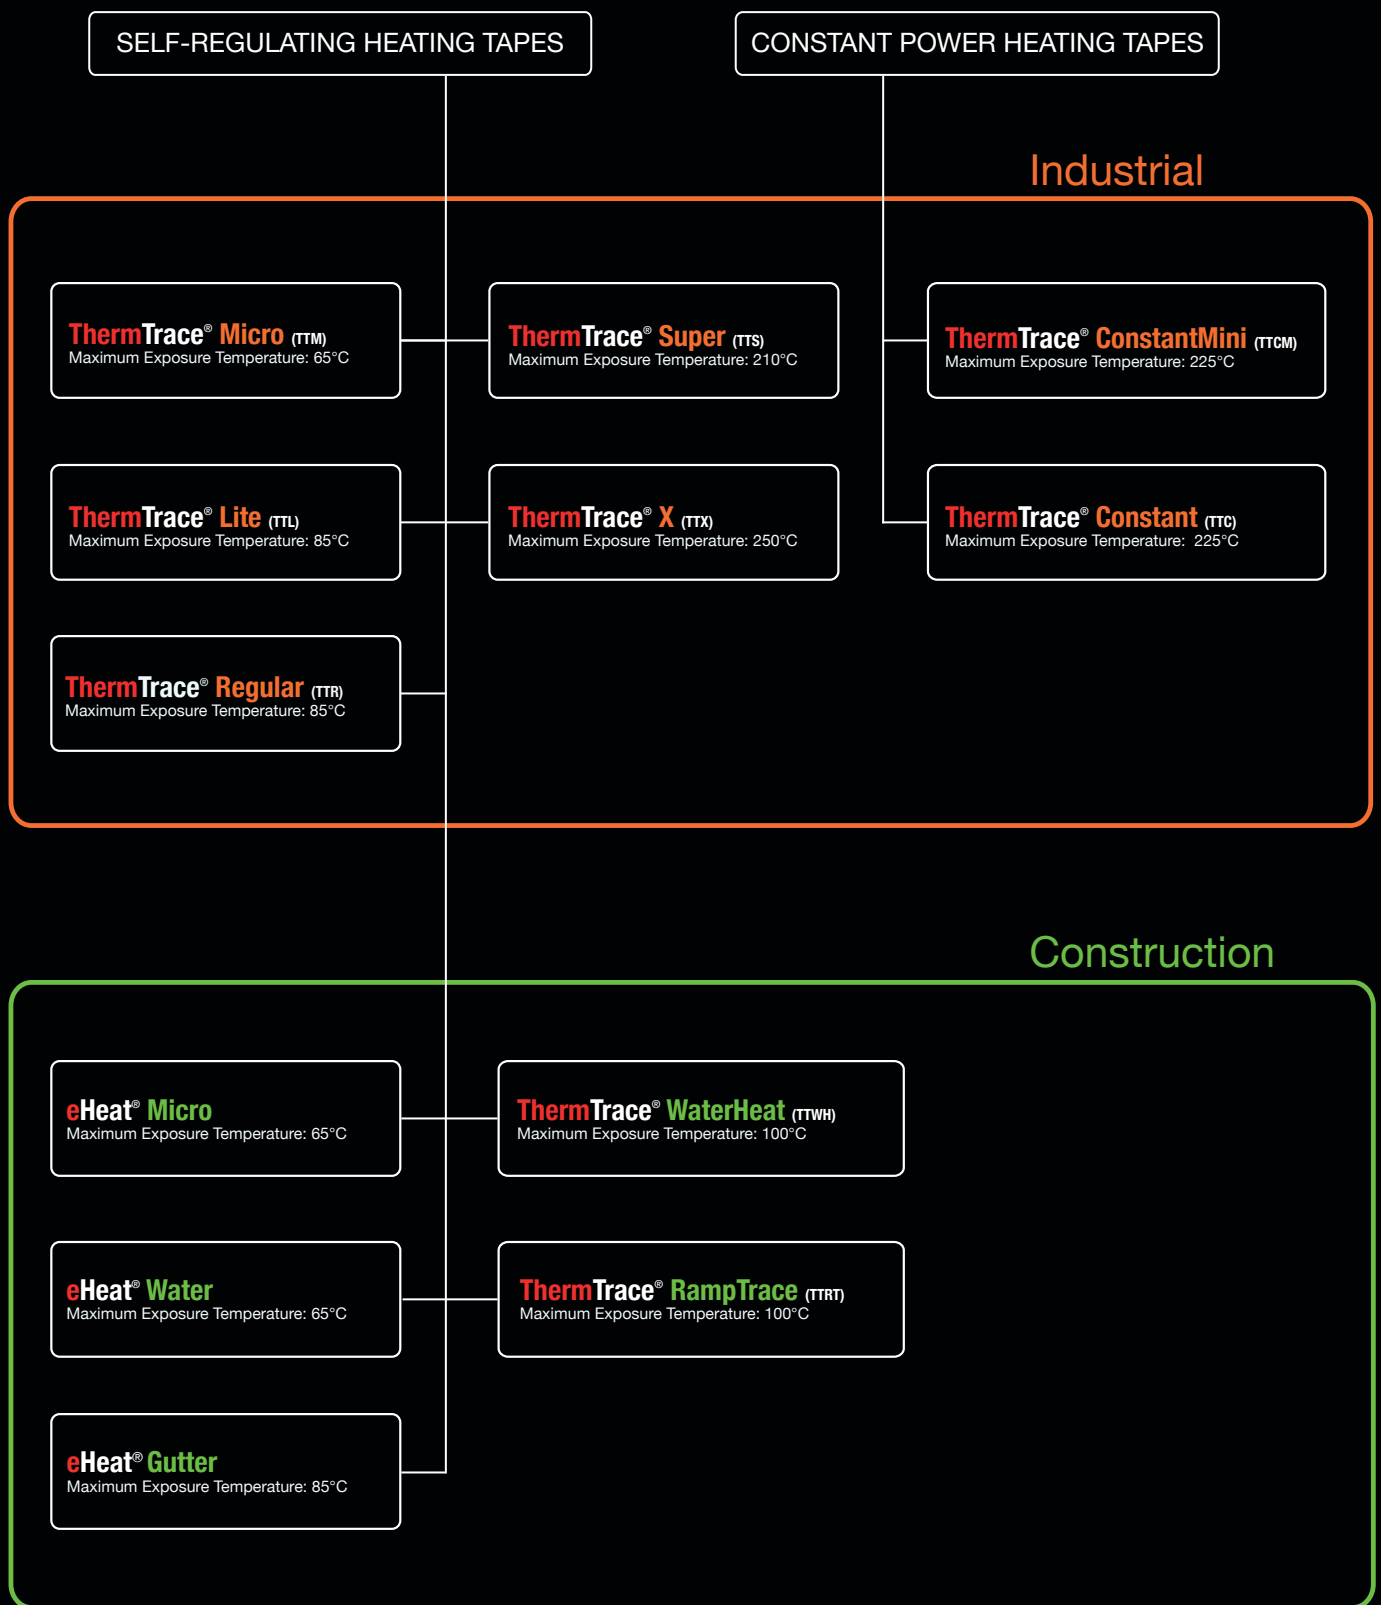 SELF-REGULATING HEATING TAPES
CONSTANT POWER HEATING TAPES
Industrial
ThermTrace® Micro (TTM)
Maximum Exposure Temperature: 65°C
ThermTrace® Super (TTS)
Maximum Exposure Temperature: 210°C
ThermTrace® ConstantMini (TTCM)
Maximum Exposure Temperature: 225°C
ThermTrace® Lite (TTL)
Maximum Exposure Temperature: 85°C
ThermTrace® X (TTX)
Maximum Exposure Temperature: 250°C
ThermTrace® Constant (TTC)
Maximum Exposure Temperature: 225°C
ThermTrace® Regular (TTR)
Maximum Exposure Temperature: 85°C
Construction
eHeat® Micro
Maximum Exposure Temperature: 65°C
ThermTrace® WaterHeat (TTWH)
Maximum Exposure Temperature: 100°C
eHeat® Water
Maximum Exposure Temperature: 65°C
ThermTrace® RampTrace (TTRT)
Maximum Exposure Temperature: 100°C
eHeat® Gutter
Maximum Exposure Temperature: 85°C